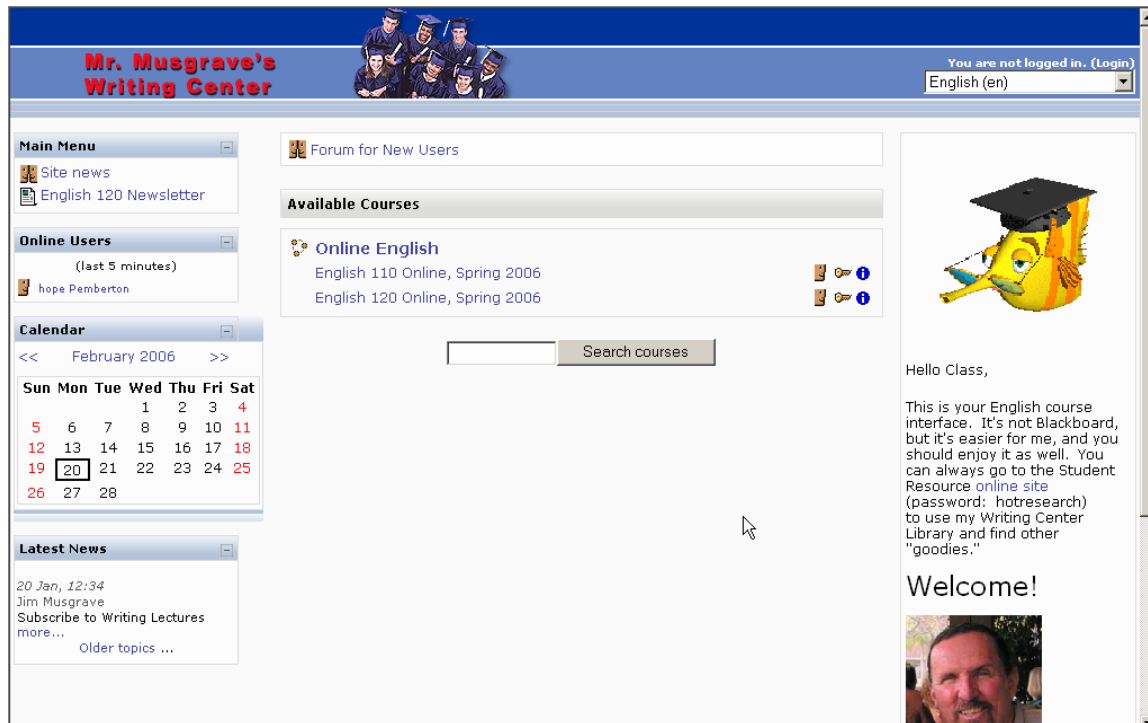 Mr. Musgrave's
Writing Center
You are not logged in. (Login)
English (en)
Main Menu
Site news
English 120 Newsletter
Online Users
(last 5 minutes)
hope Pemberton
Calendar
<< February 2006 >>
Sun Mon Tue Wed Thu Fri Sat
1 2 3 4
5 6 7 8 9 10 11
12 13 14 15 16 17 18
19 20 21 22 23 24 25
26 27 28
Latest News
20 Jan, 12:34
Jim Musgrave
Subscribe to Writing Lectures
more...
Older topics ...
Forum for New Users
Available Courses
Online English
English 110 Online, Spring 2006
English 120 Online, Spring 2006
Search courses
Hello Class,
This is your English course
interface. It's not Blackboard,
but it's easier for me, and you
should enjoy it as well. You
can always go to the Student
Resource online site
(password: hotresearch)
to use my Writing Center
Library and find other
"goodies."
Welcome!